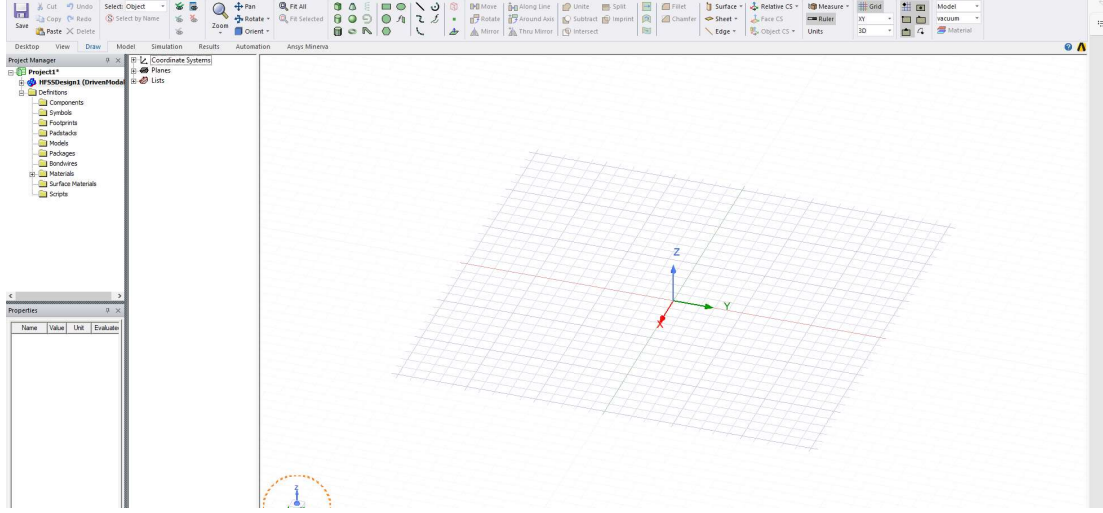 Cut Undo Select: Object Pan Fit All Move Along Line Unite Split Fillet Surface Relative CS Measure Grid Model
Save Copy Redo Select by Name Zoom Rotate Fit Selected Rotate Around Axis Subtract Imprint Chamfer Sheet Face CS Ruler XY vacuum
Paste Delete Orient Mirror Thru Mirror Intersect Edge Object CS Units 3D Material
Desktop View Draw Model Simulation Results Automation Ansys Minerva
Project Manager
Project1*
HFSSDesign1 (DrivenModal
Definitions
Components
Symbols
Footprints
Padstacks
Models
Packages
Bondwires
Materials
Surface Materials
Scripts
Coordinate Systems
Planes
Lists
Z
Y
X
Properties
Name Value Unit Evaluate
Z